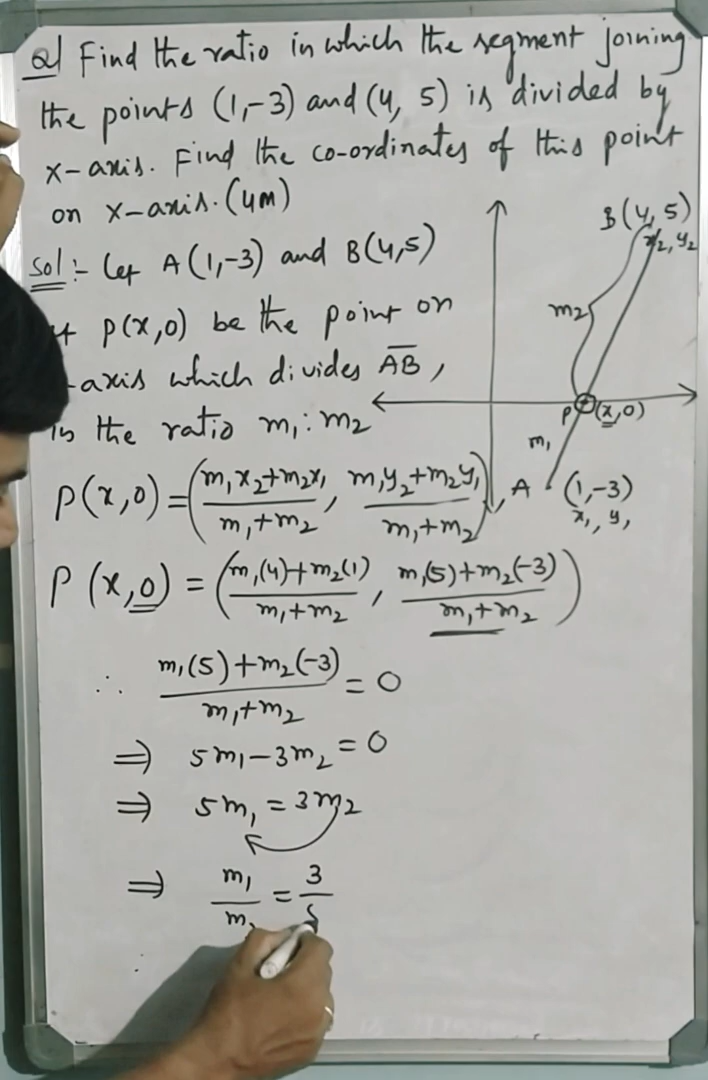 Q) Find the ratio in which the segment joining
the points (1,-3) and (4, 5) is divided by
x-axis. Find the co-ordinates of this point
on x-axis. (4M)
Sol:- Let A(1,-3) and B(4,5)
P(x,0) be the point on
-axis which divides AB,
in the ratio m₁:m₂
P(x,0) = (m₁x₂+m₂x₁/m₁+m₂, m₁y₂+m₂y₁/m₁+m₂),
P(x,0) = (m₁(4)+m₂(1)/m₁+m₂, m₁(5)+m₂(-3)/m₁+m₂)
∴ m₁(5)+m₂(-3)/m₁+m₂ = 0
⇒ 5m₁-3m₂ = 0
⇒ 5m₁ = 3m₂
⇒ m₁/m₂ = 3/5
B(4,5)
x₂, y₂
m₂
P (x,0)
m₁
A (1,-3)
x₁, y₁